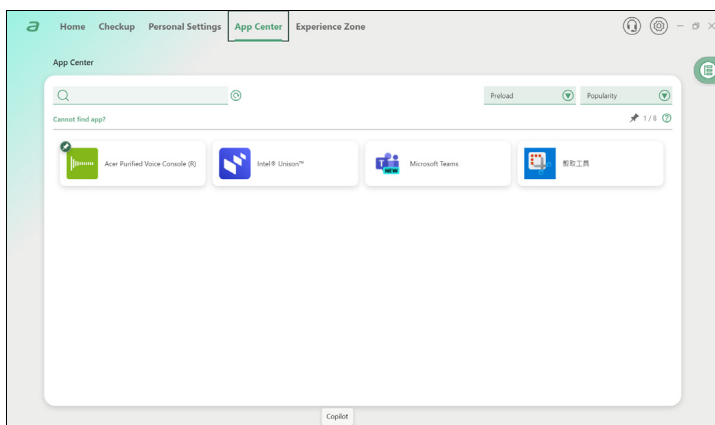 a Home Checkup Personal Settings App Center Experience Zone
App Center
Preload Popularity
Cannot find app? 1/8
Acer Purified Voice Console (R) Intel® Unison™ Microsoft Teams 剪取工具
NEW
Copilot